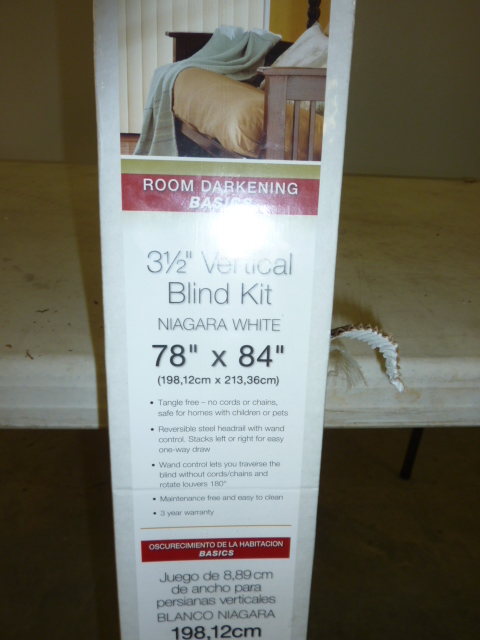 ROOM DARKENING
BASICS
3½" Vertical
Blind Kit
NIAGARA WHITE
78" x 84"
(198,12cm x 213,36cm)
• Tangle free – no cords or chains,
safe for homes with children or pets
• Reversible steel headrail with wand
control. Stacks left or right for easy
one-way draw
• Wand control lets you traverse the
blind without cords/chains and
rotate louvers 180°
• Maintenance free and easy to clean
• 3 year warranty
OSCURECIMIENTO DE LA HABITACION
BASICS
Juego de 8,89 cm
de ancho para
persianas verticales
BLANCO NIAGARA
198,12cm